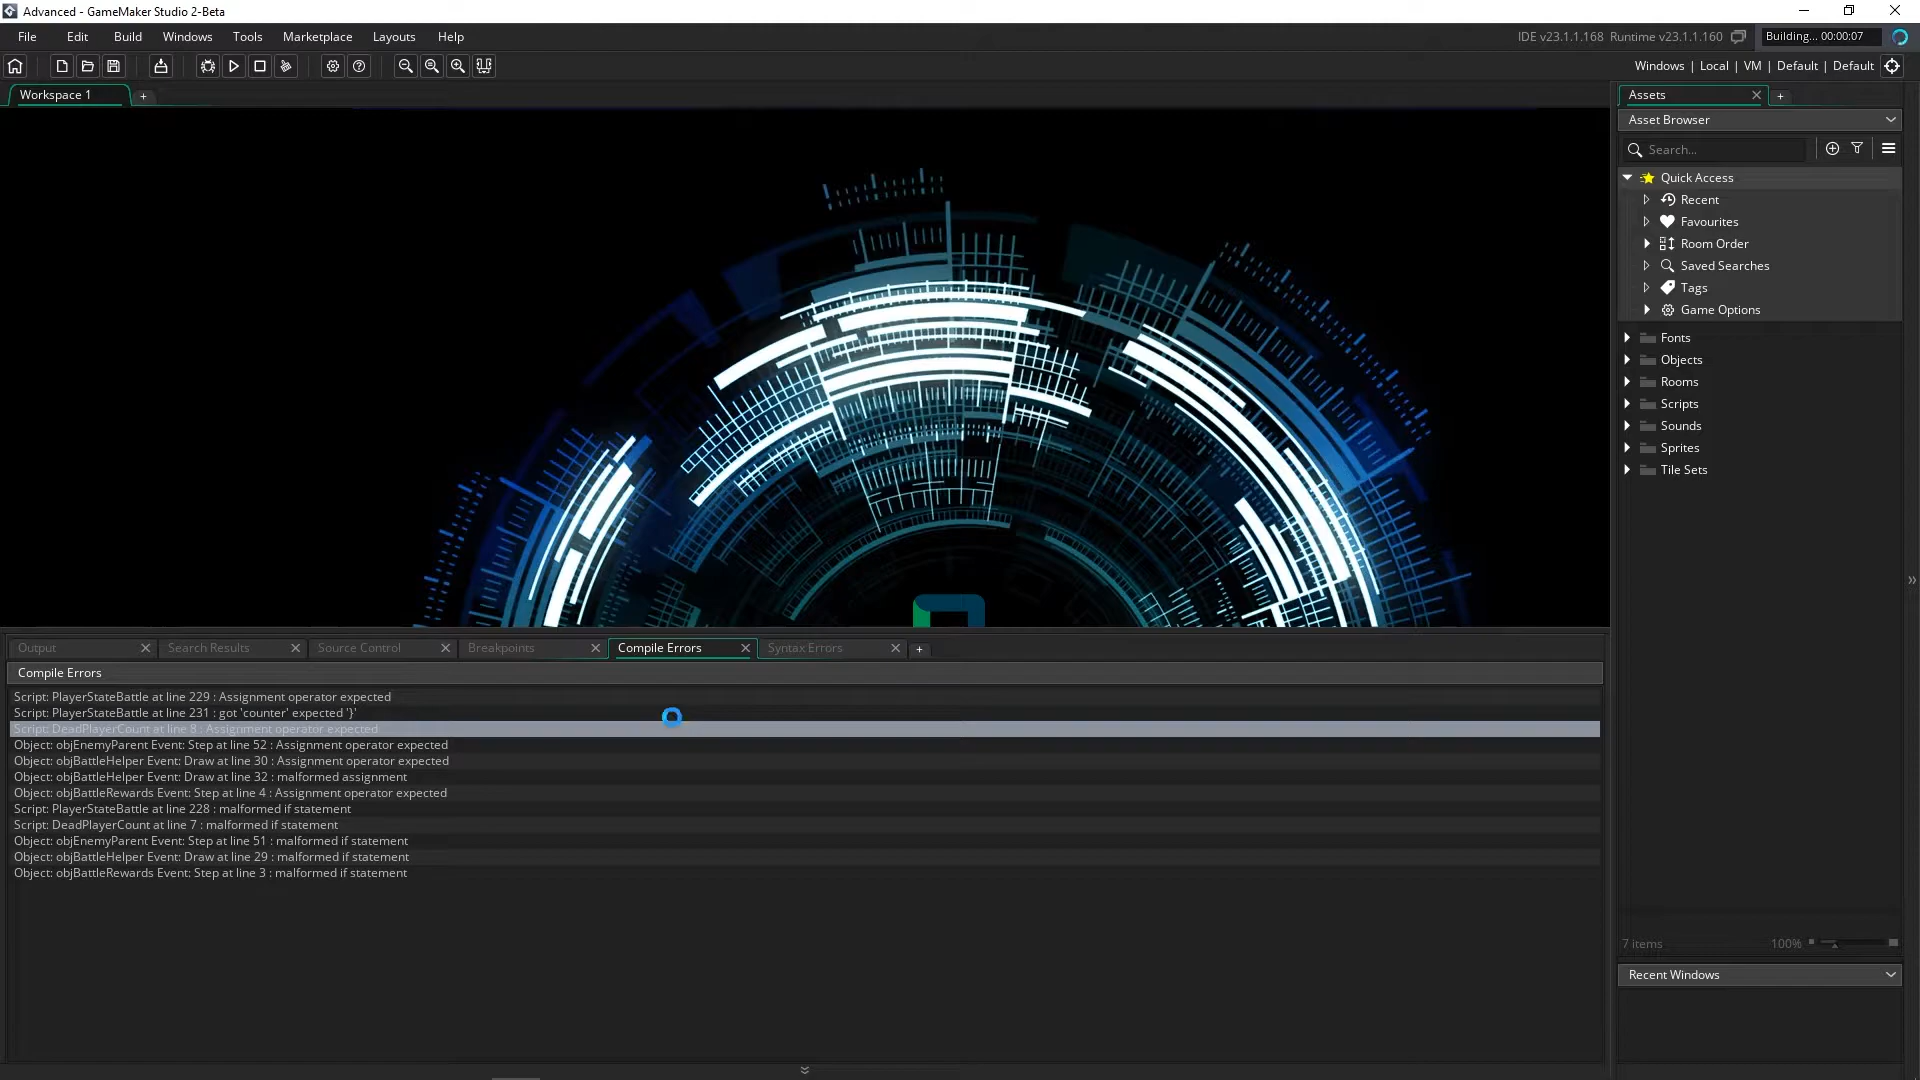 Advanced - GameMaker Studio 2-Beta
File Edit Build Windows Tools Marketplace Layouts Help
IDE v23.1.1.168 Runtime v23.1.1.160
Building... 00:00:07
Windows | Local | VM | Default | Default
Workspace 1
Assets
Asset Browser
Search...
Quick Access
Recent
Favourites
Room Order
Saved Searches
Tags
Game Options
Fonts
Objects
Rooms
Scripts
Sounds
Sprites
Tile Sets
7 items 100%
Recent Windows
Output Search Results Source Control Breakpoints Compile Errors Syntax Errors
Compile Errors
Script: PlayerStateBattle at line 229 : Assignment operator expected
Script: PlayerStateBattle at line 231 : got 'counter' expected '}'
Script: DeadPlayerCount at line 8 : Assignment operator expected
Object: objEnemyParent Event: Step at line 52 : Assignment operator expected
Object: objBattleHelper Event: Draw at line 30 : Assignment operator expected
Object: objBattleHelper Event: Draw at line 32 : malformed assignment
Object: objBattleRewards Event: Step at line 4 : Assignment operator expected
Script: PlayerStateBattle at line 228 : malformed if statement
Script: DeadPlayerCount at line 7 : malformed if statement
Object: objEnemyParent Event: Step at line 51 : malformed if statement
Object: objBattleHelper Event: Draw at line 29 : malformed if statement
Object: objBattleRewards Event: Step at line 3 : malformed if statement